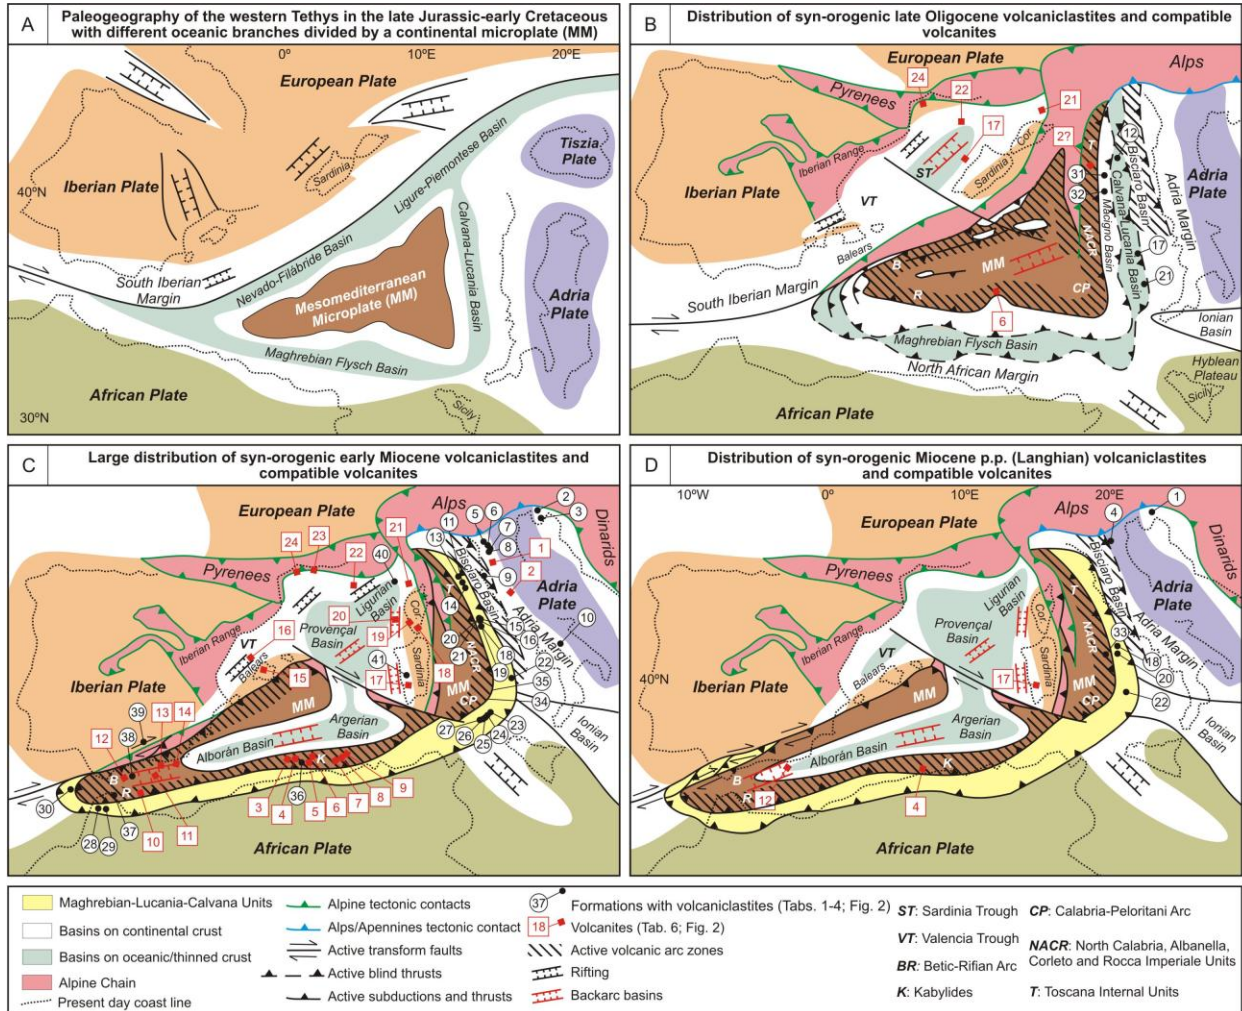 A
Paleogeography of the western Tethys in the late Jurassic-early Cretaceous
with different oceanic branches divided by a continental microplate (MM)
0°
10ºE
20ºE
European Plate
Tiszia
Plate
Sardinia
Ligure-Piemontese Basin
40ºN
Iberian Plate
Calvana-Lucania Basin
Nevado-Filábride Basin
South Iberian
Margin
Mesomediterranean
Microplate (MM)
Adria
Plate
Maghrebian Flysch Basin
African Plate
Sicily
30ºN
B
Distribution of syn-orogenic late Oligocene volcaniclastites and compatible
volcanites
European Plate
Alps
24
22
21
Pyrenees
17
2?
12
Iberian Range
ST
Sardinia
Cor.
31
32
Bisciaro Basin
Adria
Plate
Iberian Plate
VT
Calvana-Lucania Basin
Adria Margin
NACR
17
Balears
B
MM
21
South Iberian Margin
R
CP
6
Ionian
Basin
Maghrebian Flysch Basin
North African Margin
Hyblean
Plateau
African Plate
Sicily
C
Large distribution of syn-orogenic early Miocene volcaniclastites and
compatible volcanites
European Plate
Alps
2
5
6
3
11
7
13
8
1
Dinarids
24
23
22
21
40
2
9
Pyrenees
T
Bisciaro Basin
Adria
Plate
Ligurian
Basin
20
14
Adria Margin
10
16
Provençal
Basin
19
Cor.
15
Iberian Range
VT
20
16
41
21
NACR
22
Balears
15
17
Sardinia
18
18
35
Iberian Plate
MM
MM
19
39
CP
34
13
14
Argerian
Basin
Ionian
Basin
12
38
27
26
25
24
23
Alborán Basin
B
K
R
30
3
4
36
5
6
7
8
9
28
29
37
10
11
African Plate
D
Distribution of syn-orogenic Miocene p.p. (Langhian) volcaniclastites
and compatible volcanites
10ºW
0º
10ºE
20ºE
1
European Plate
Alps
4
Dinarids
Pyrenees
Ligurian
Basin
Bisciaro Basin
T
Adria
Plate
Provençal
Basin
Cor.
Iberian Range
NACR
33
Adria Margin
VT
18
40ºN
Balears
17
Sardinia
20
Iberian Plate
MM
MM
CP
22
Argerian
Basin
Ionian
Basin
Alborán Basin
B
K
R
12
4
African Plate
Maghrebian-Lucania-Calvana Units
Basins on continental crust
Basins on oceanic/thinned crust
Alpine Chain
Present day coast line
Alpine tectonic contacts
Alps/Apennines tectonic contact
Active transform faults
Active blind thrusts
Active subductions and thrusts
37
Formations with volcaniclastites (Tabs. 1-4; Fig. 2)
18
Volcanites (Tab. 6; Fig. 2)
Active volcanic arc zones
Rifting
Backarc basins
ST: Sardinia Trough
VT: Valencia Trough
BR: Betic-Rifian Arc
K: Kabylides
CP: Calabria-Peloritani Arc
NACR: North Calabria, Albanella,
Corleto and Rocca Imperiale Units
T: Toscana Internal Units